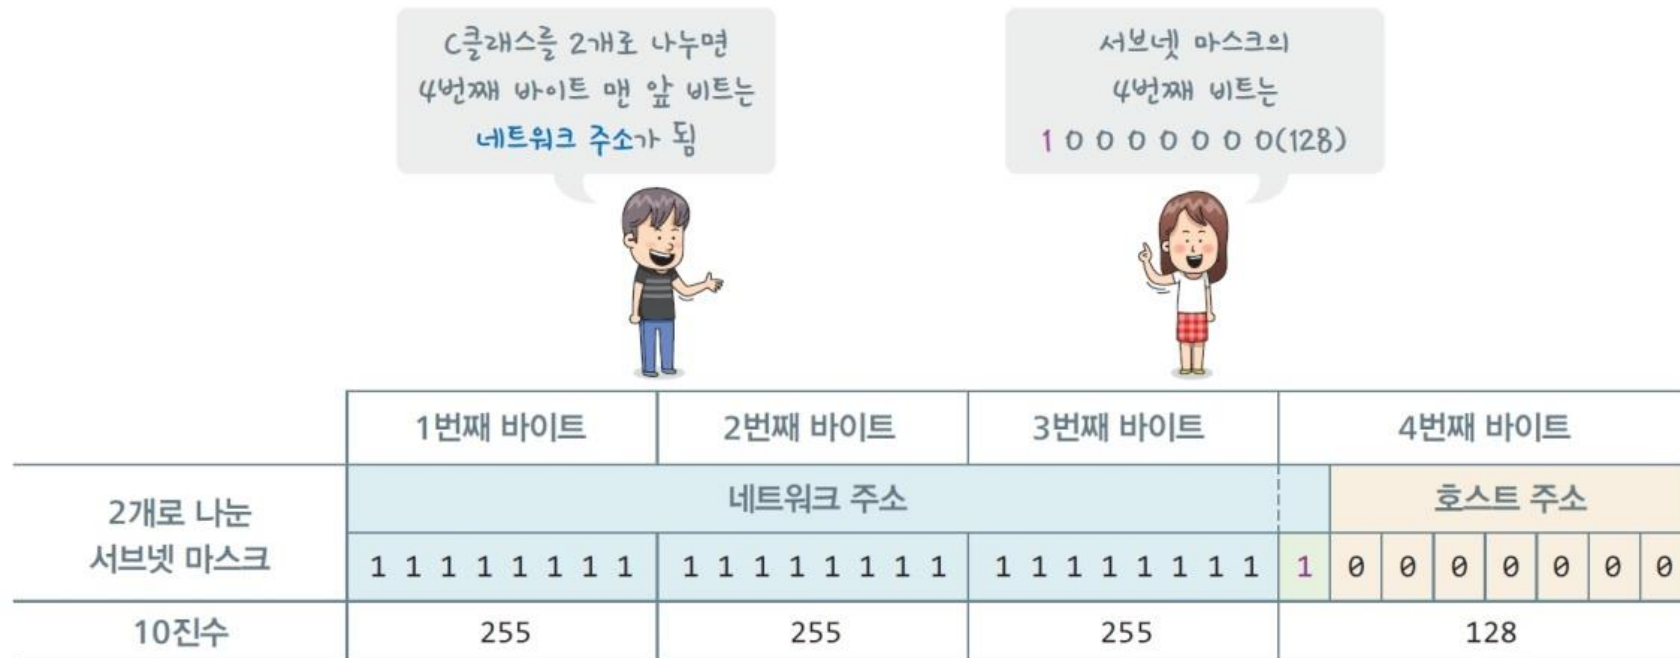 C클래스를 2개로 나누면
4번째 바이트 맨 앞 비트는
네트워크 주소가 됨
서브넷 마스크의
4번째 비트는
1 0 0 0 0 0 0 0(128)
1번째 바이트 2번째 바이트 3번째 바이트 4번째 바이트
2개로 나눈
서브넷 마스크
네트워크 주소 호스트 주소
1 1 1 1 1 1 1 1 1 1 1 1 1 1 1 1 1 1 1 1 1 1 1 1 1 0 0 0 0 0 0 0
10진수 255 255 255 128